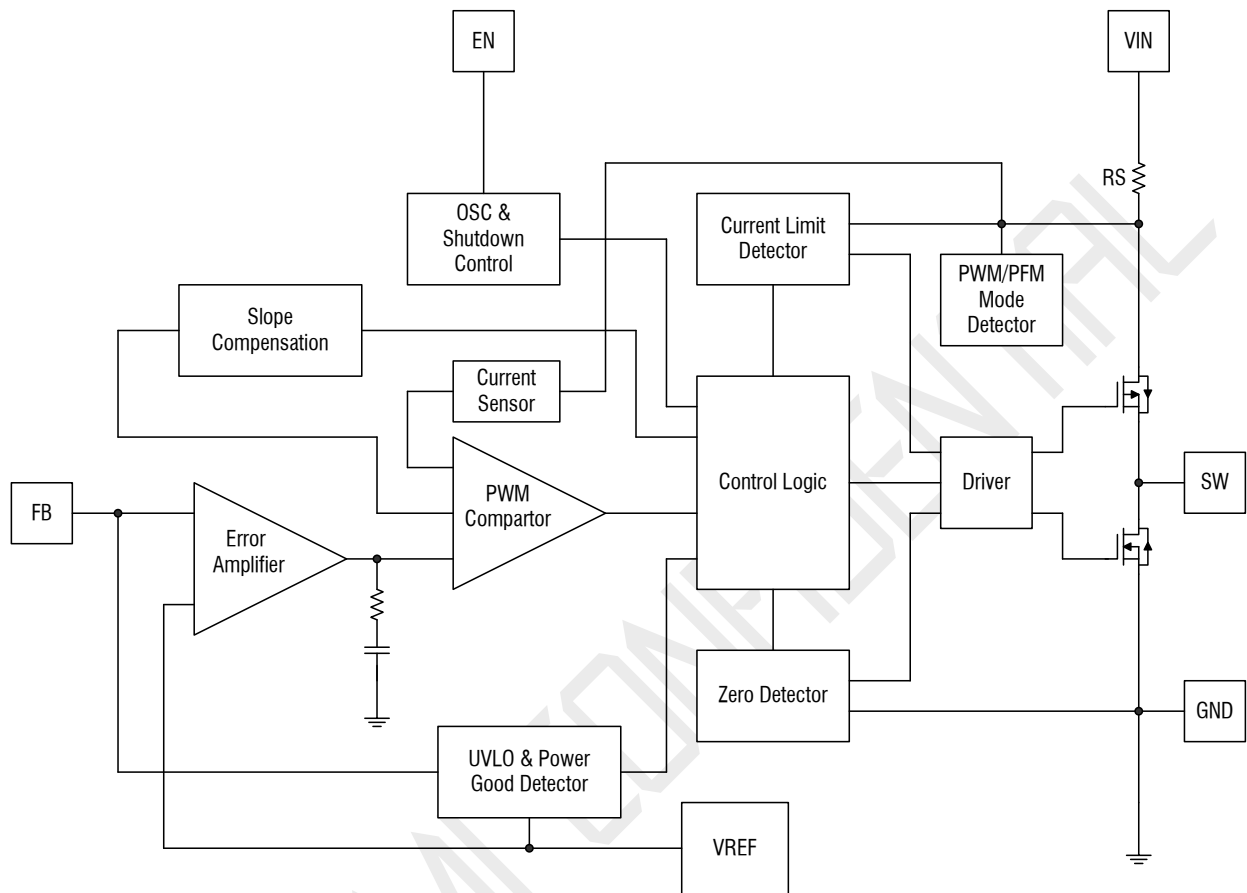 EN
VIN
RS
OSC &
Shutdown
Control
Current Limit
Detector
PWM/PFM
Mode
Detector
Slope
Compensation
Current
Sensor
PWM
Compartor
Control Logic
Driver
SW
FB
Error
Amplifier
Zero Detector
GND
UVLO & Power
Good Detector
VREF
CONFIDENTIAL